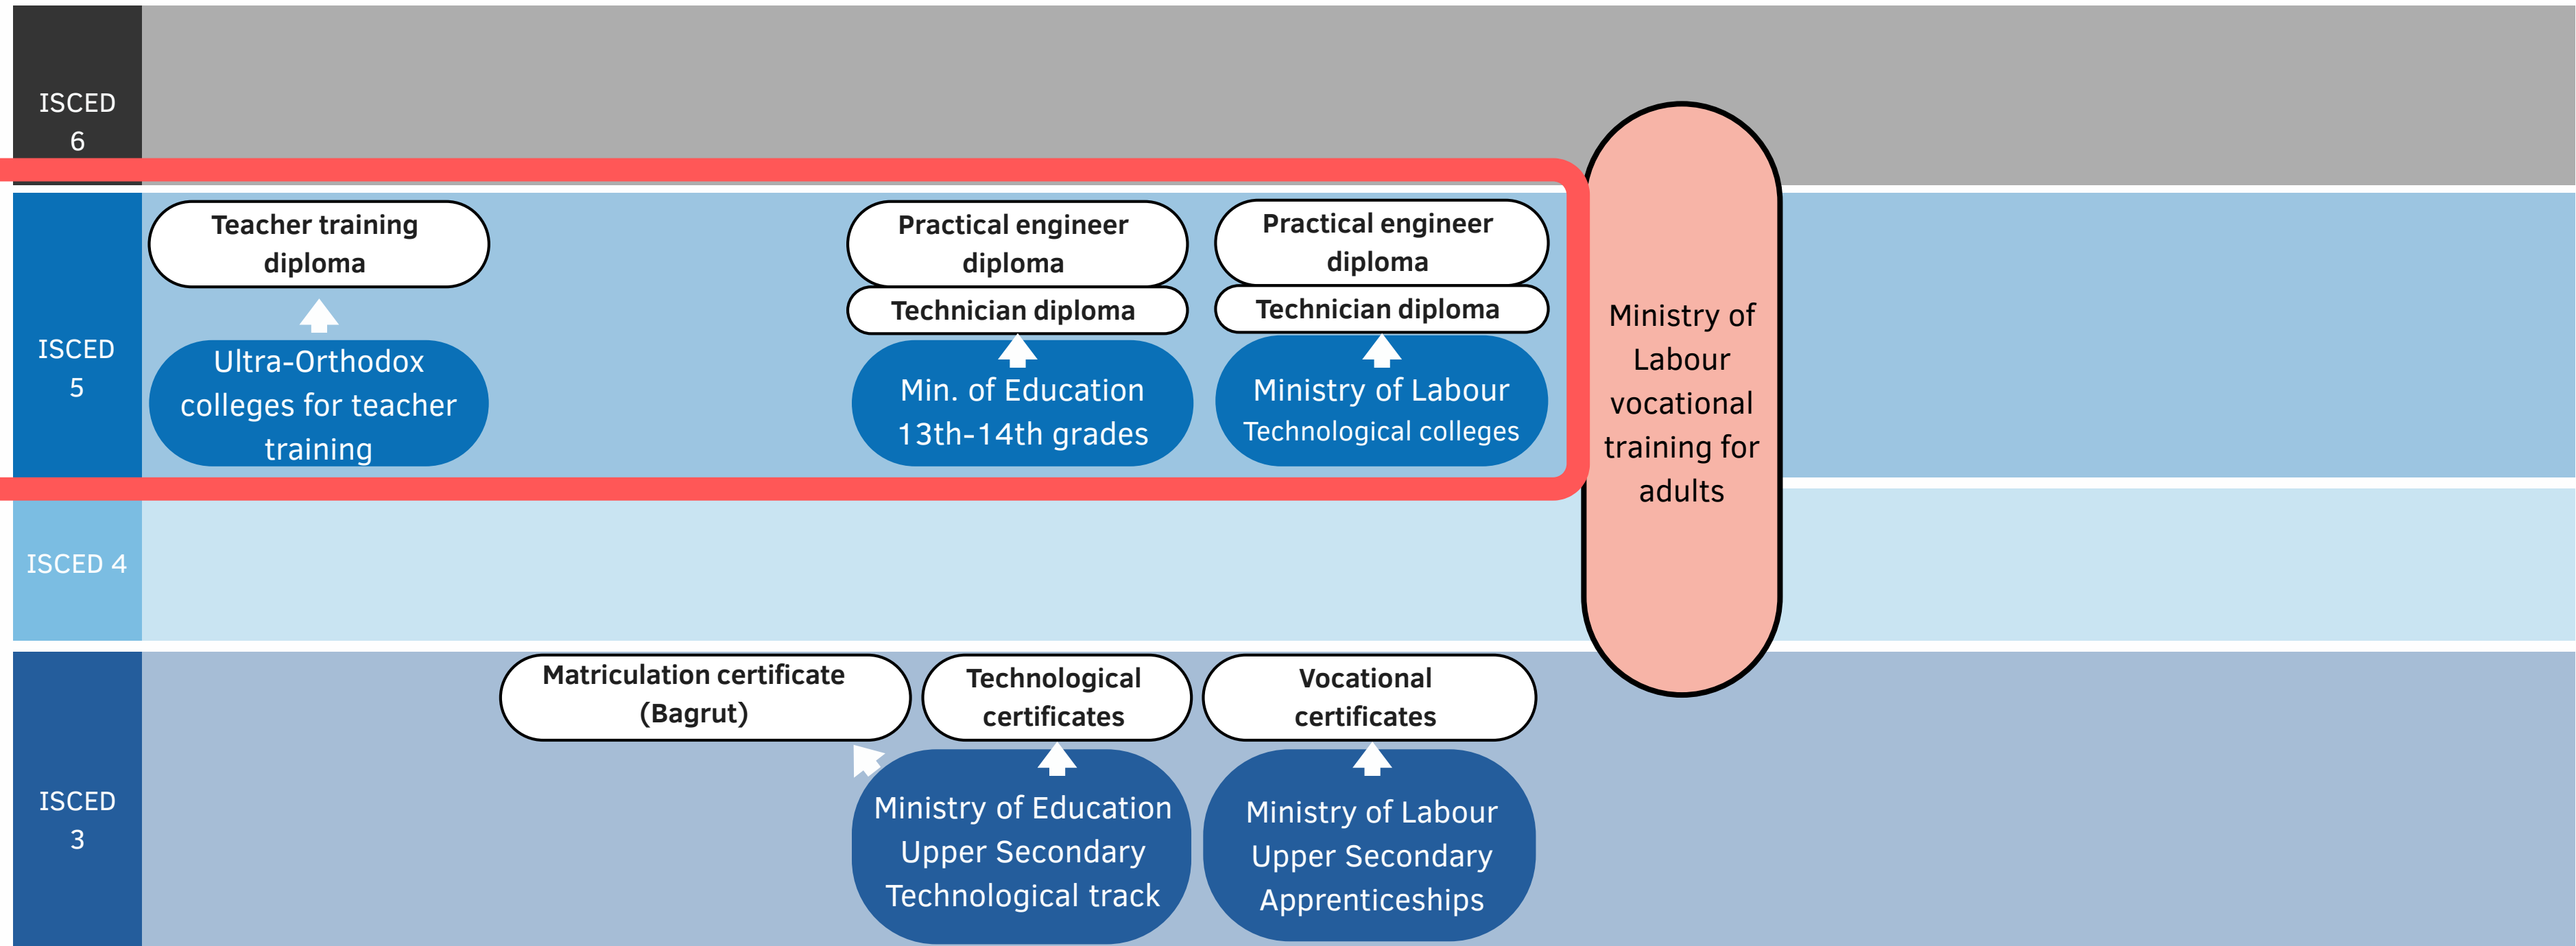 ISCED
6
Teacher training
diploma
Practical engineer
diploma
Technician diploma
Practical engineer
diploma
Technician diploma
ISCED
5
Ultra-Orthodox
colleges for teacher
training
Min. of Education
13th-14th grades
Ministry of Labour
Technological colleges
Ministry of
Labour
vocational
training for
adults
ISCED 4
Matriculation certificate
(Bagrut)
Technological
certificates
Vocational
certificates
ISCED
3
Ministry of Education
Upper Secondary
Technological track
Ministry of Labour
Upper Secondary
Apprenticeships